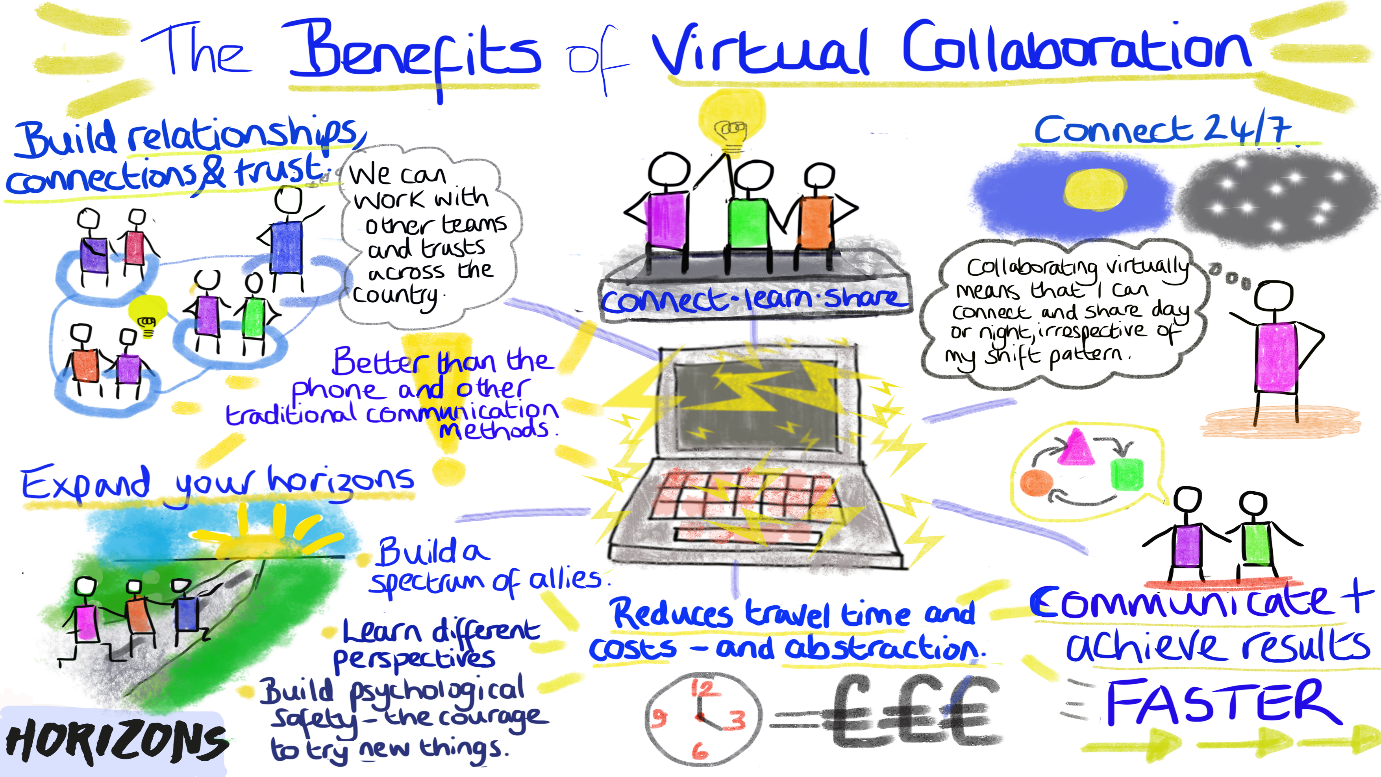 The Benefits of Virtual Collaboration
Build relationships,
connections, & trust.
We can
work with
other teams
and trusts
across the
country.
connect · learn · share
Connect 24/7
Collaborating virtually
means that I can
connect and share day
or night, irrespective of
my shift pattern.
Better than the
phone and other
traditional communication
methods.
Expand your horizons
Build a
spectrum of allies.
Learn different
perspectives
Build psychological
safety - the courage
to try new things.
Reduces travel time and
costs - and abstraction.
12
9 3
6
= £££
Communicate +
achieve results
FASTER
HORIZONS